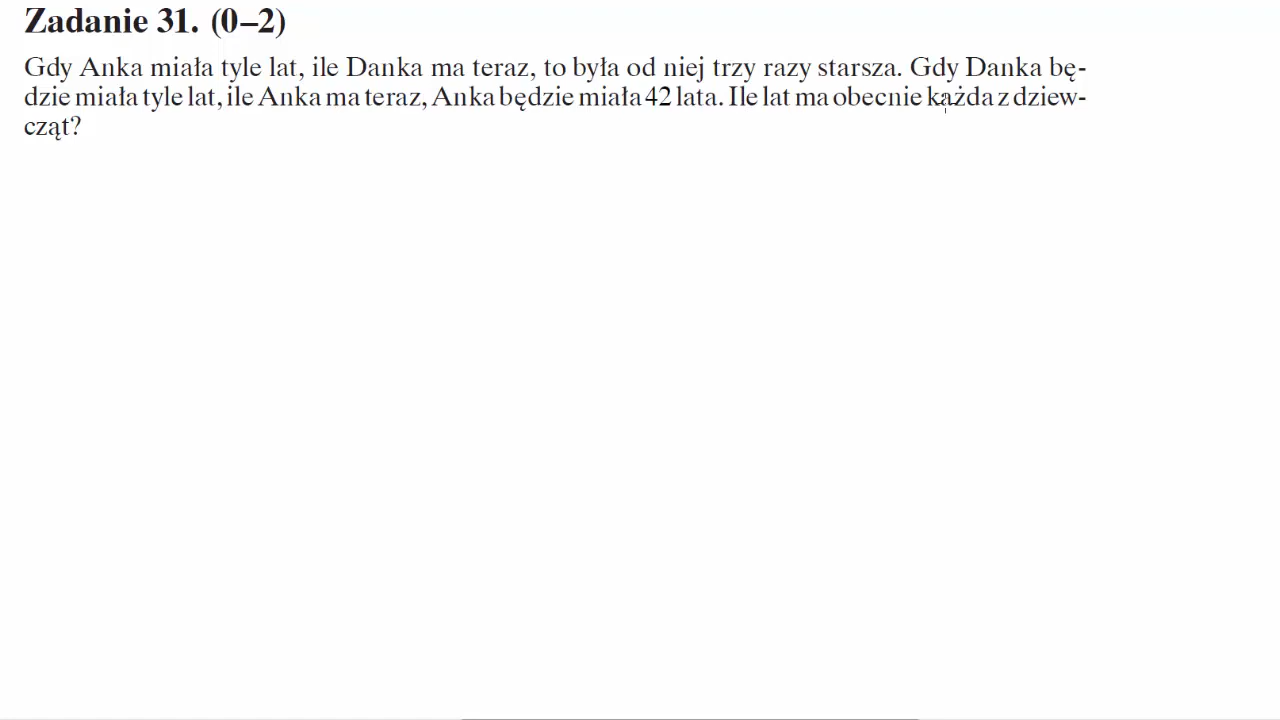 Zadanie 31. (0–2)
Gdy Anka miała tyle lat, ile Danka ma teraz, to była od niej trzy razy starsza. Gdy Danka bę-
dzie miała tyle lat, ile Anka ma teraz, Anka będzie miała 42 lata. Ile lat ma obecnie każda z dziew-
cząt?